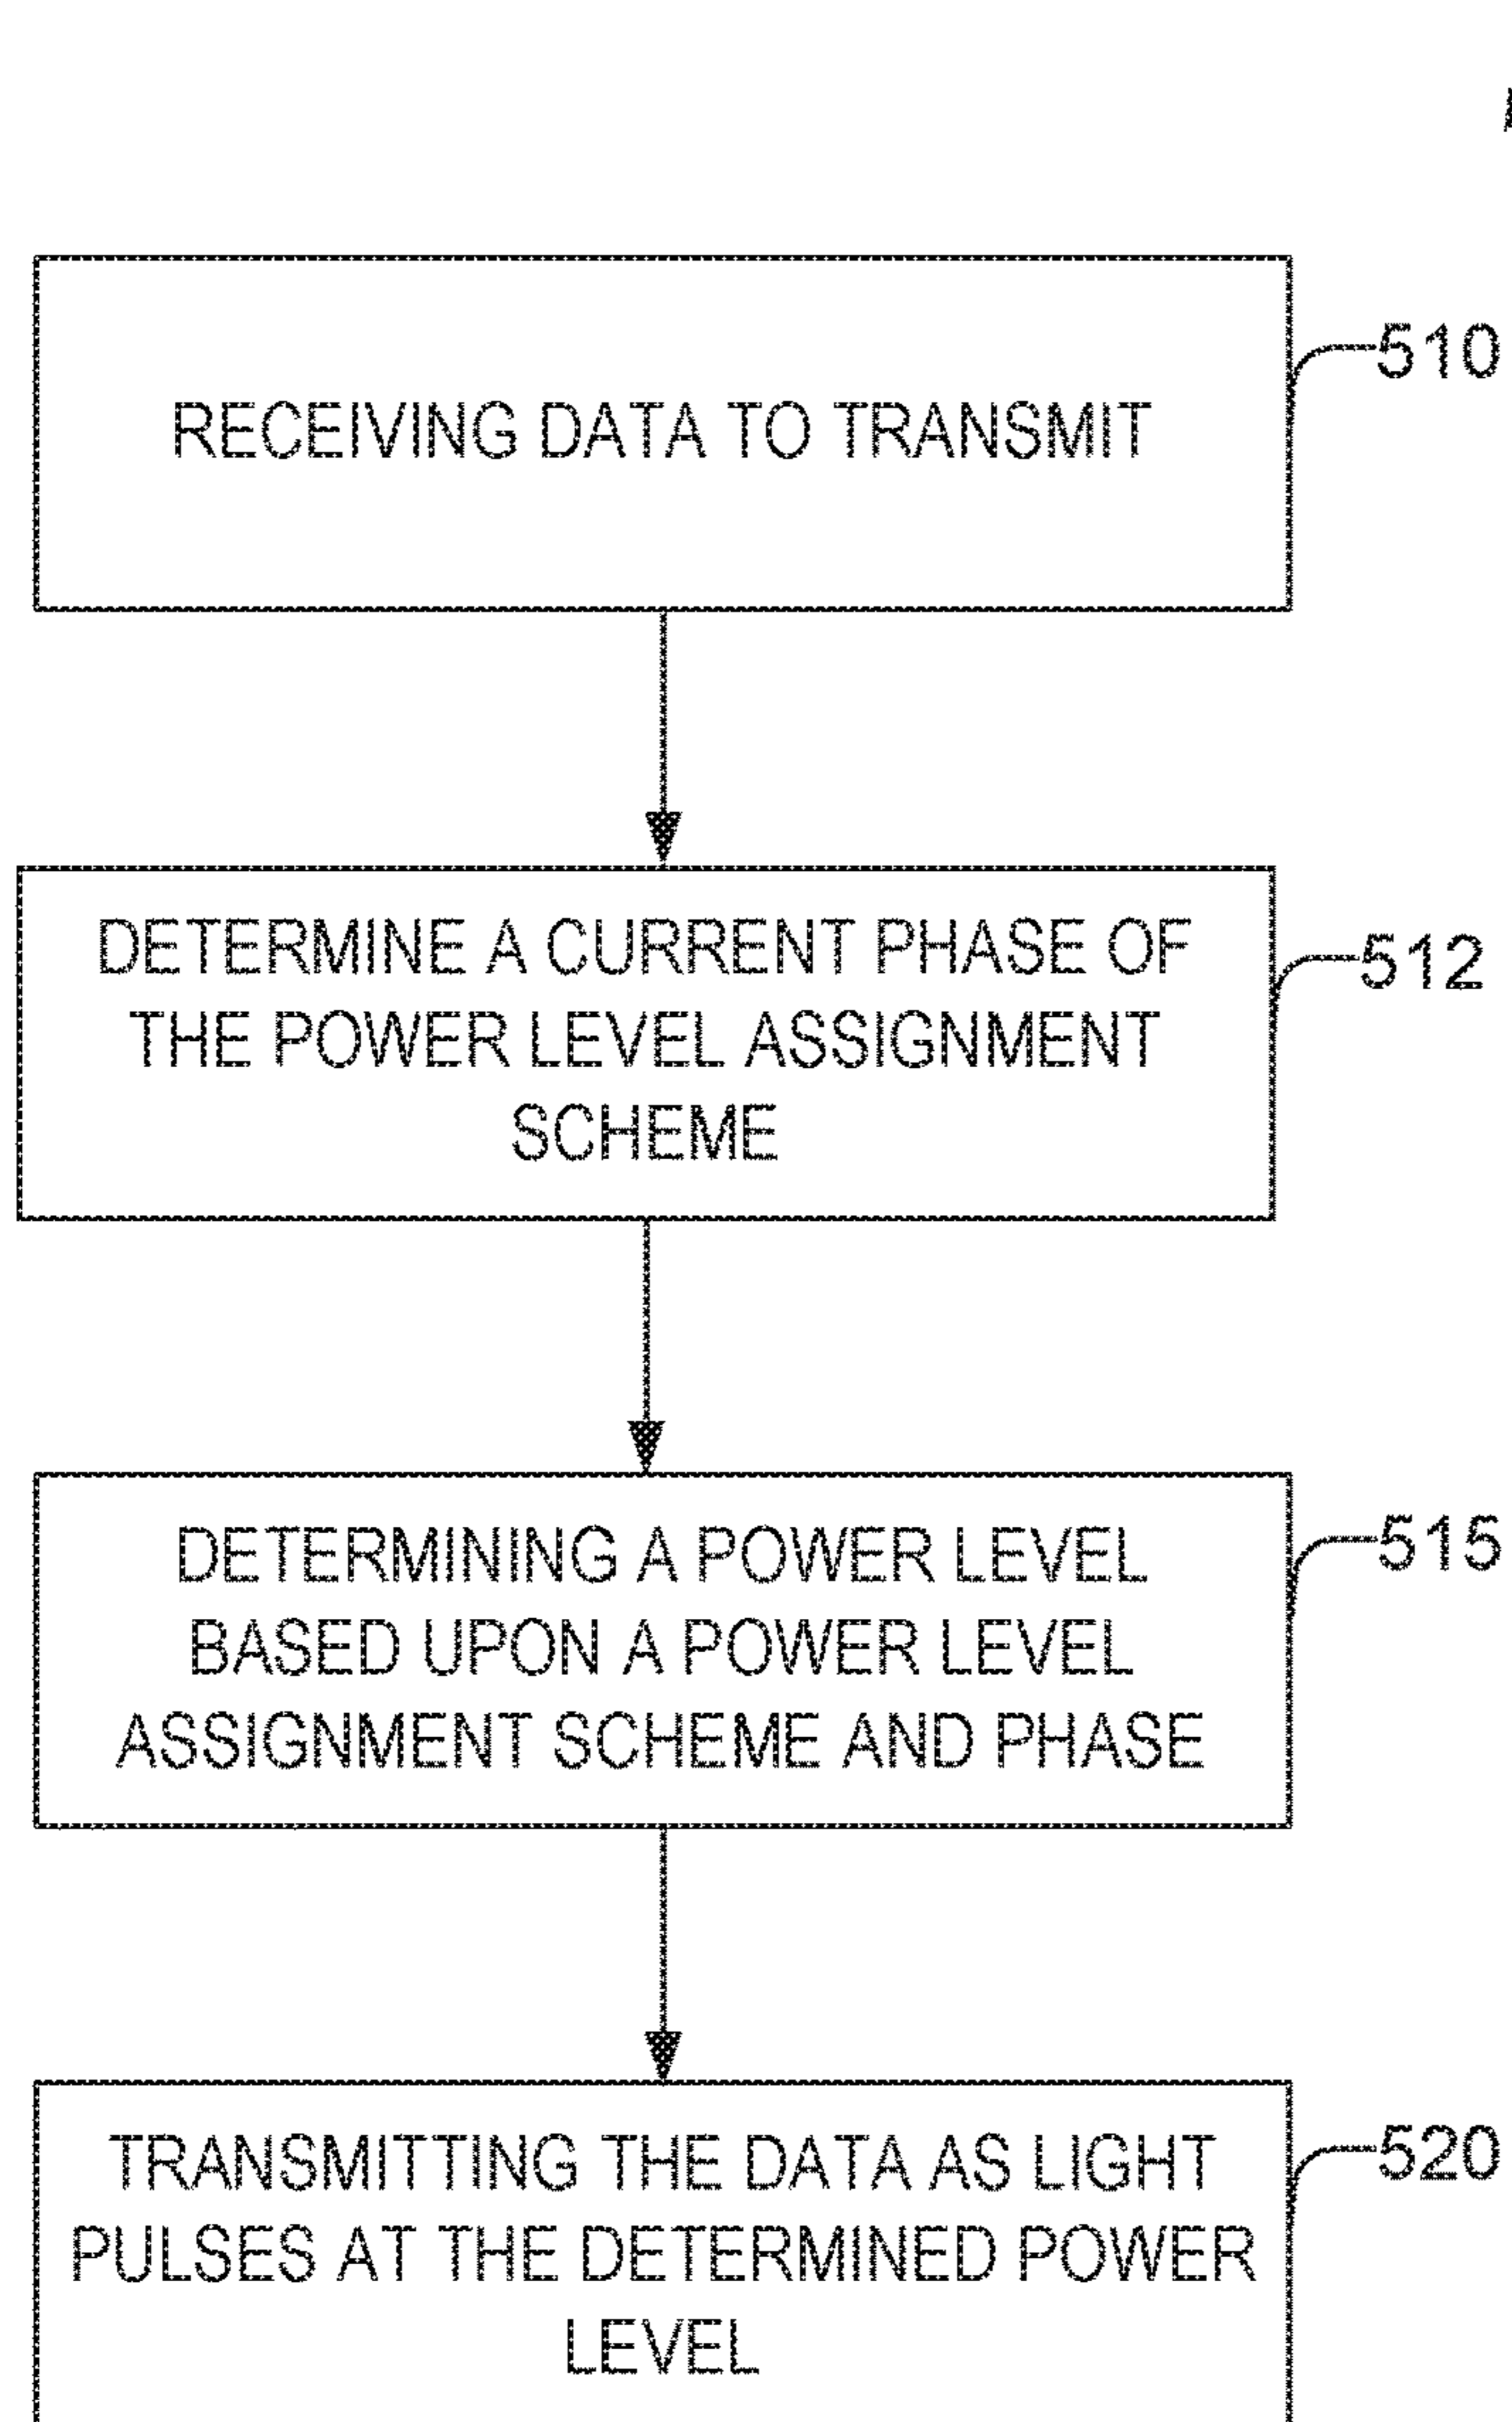 RECEIVING DATA TO TRANSMIT
510
DETERMINE A CURRENT PHASE OF
THE POWER LEVEL ASSIGNMENT
SCHEME
512
DETERMINING A POWER LEVEL
BASED UPON A POWER LEVEL
ASSIGNMENT SCHEME AND PHASE
515
TRANSMITTING THE DATA AS LIGHT
PULSES AT THE DETERMINED POWER
LEVEL
520